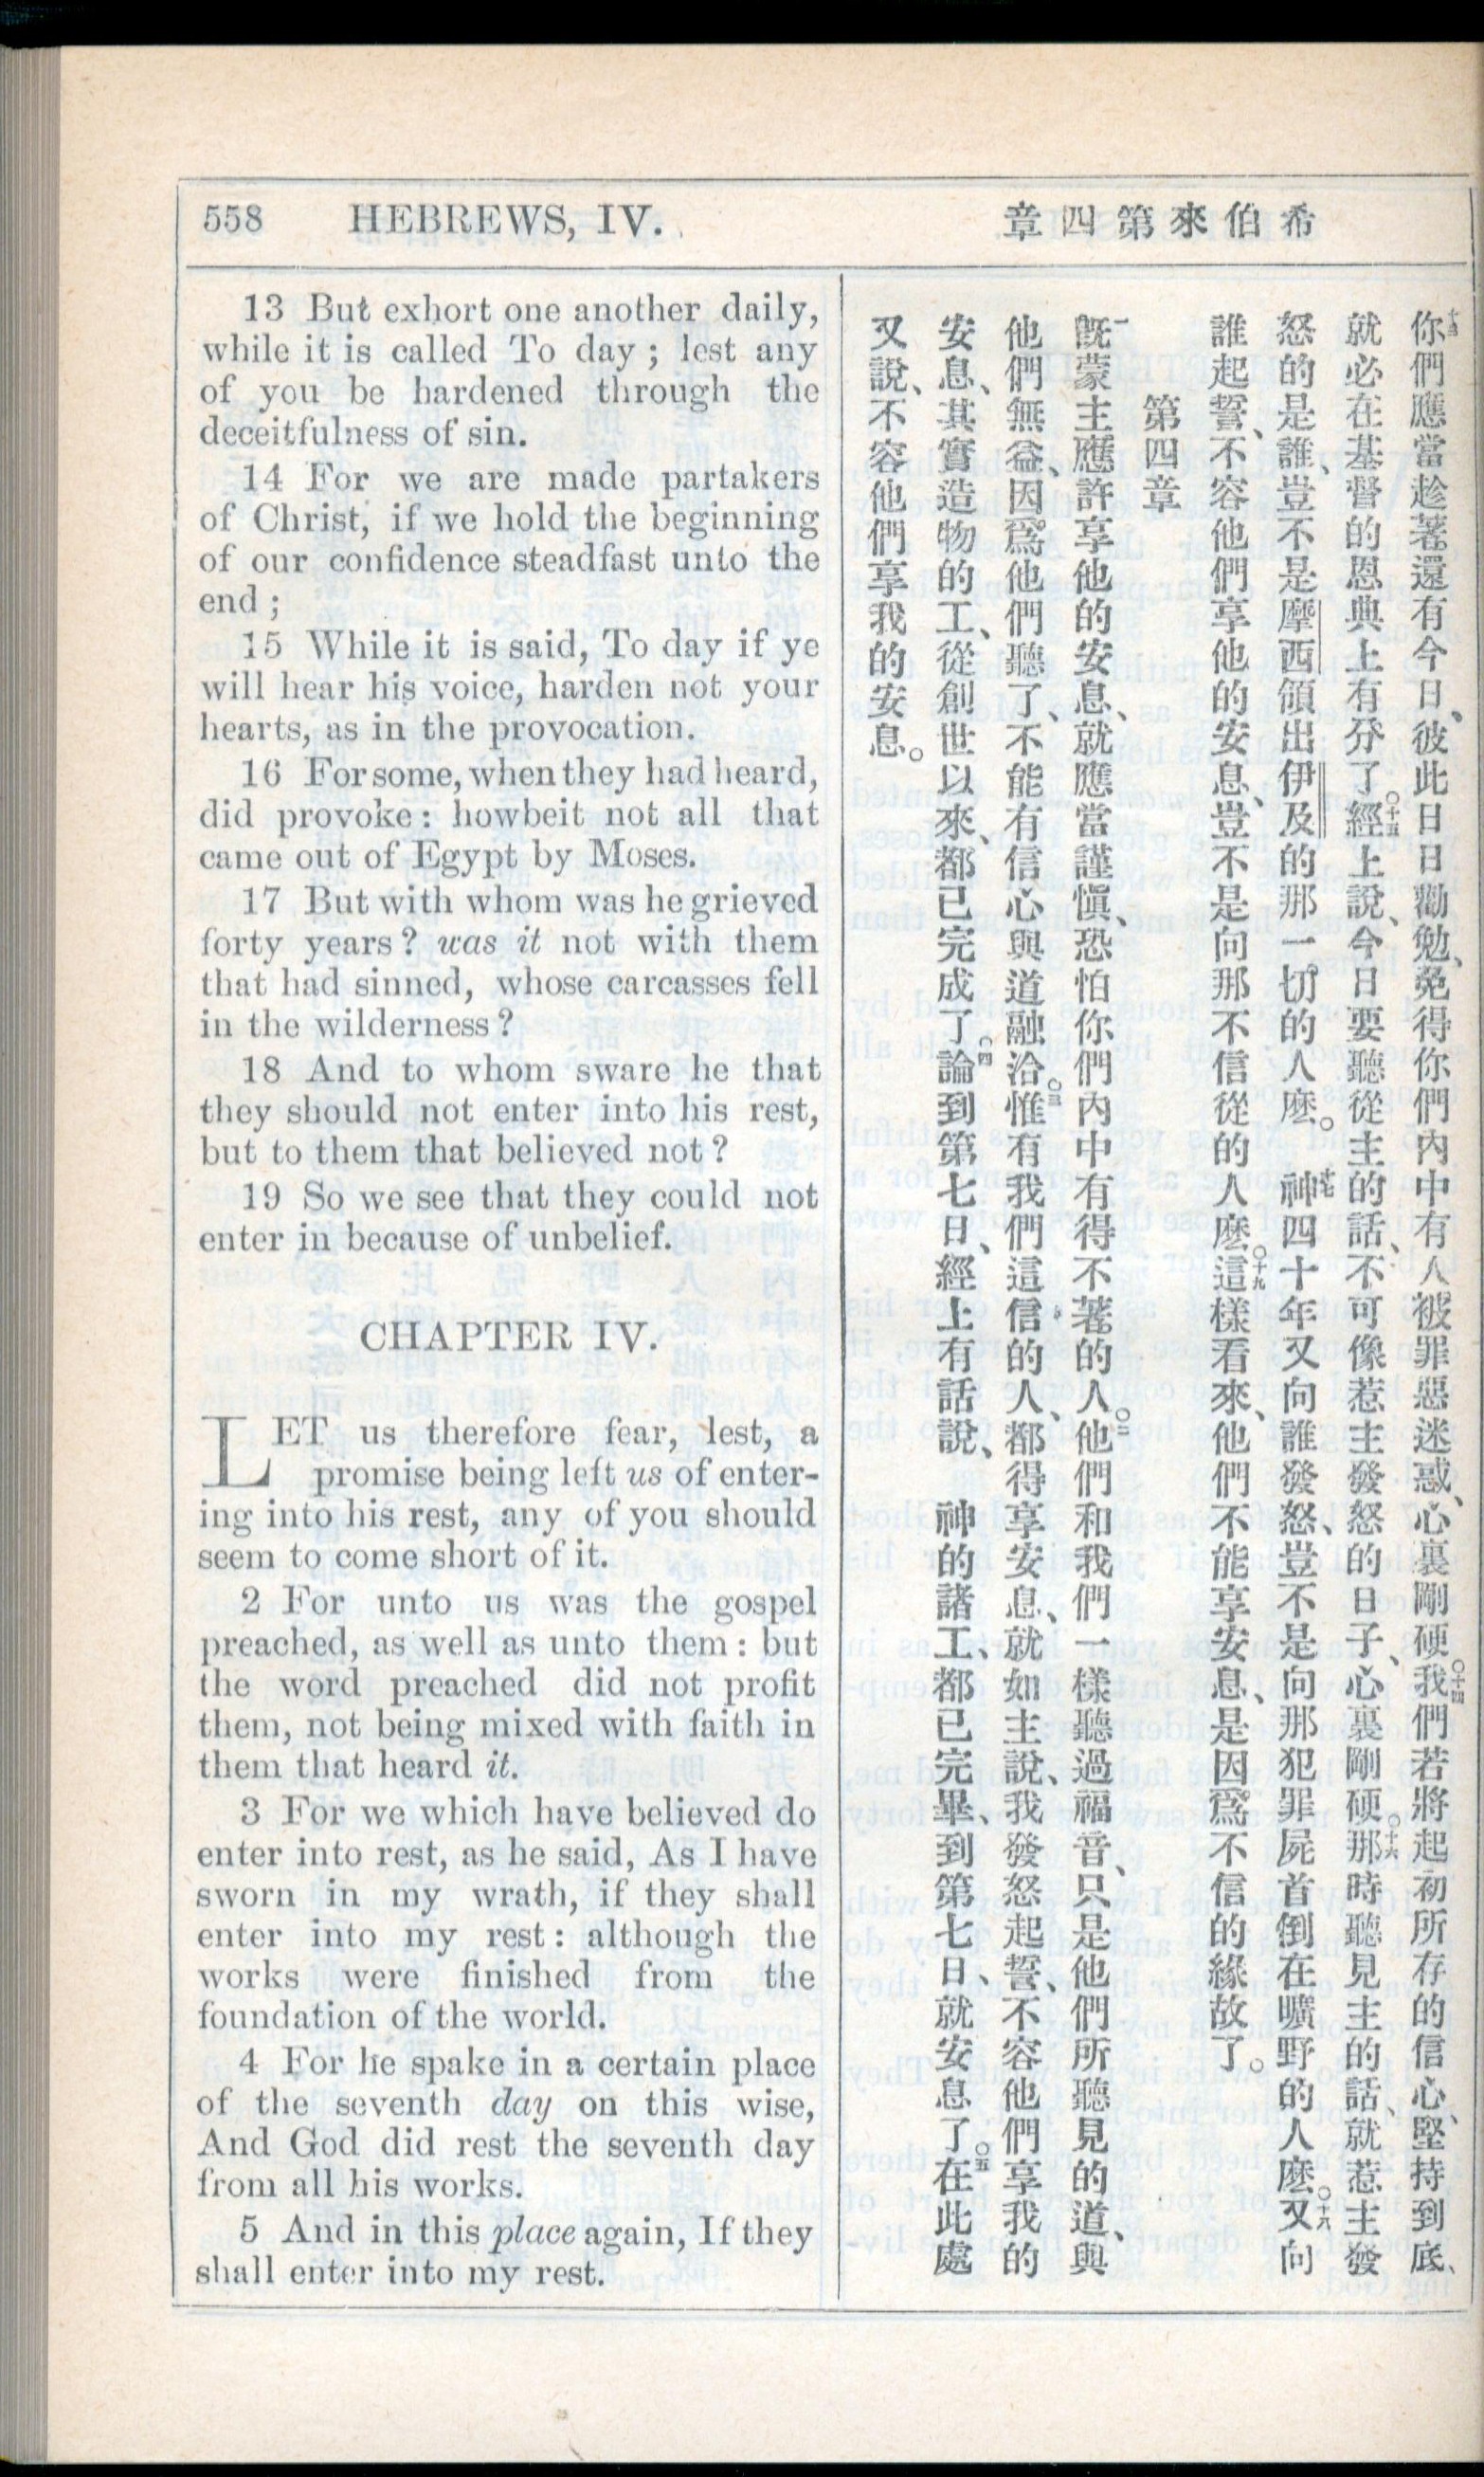 558 HEBREWS, IV.
希伯來第四章
13 But exhort one another daily,
while it is called To day ; lest any
of you be hardened through the
deceitfulness of sin.
14 For we are made partakers
of Christ, if we hold the beginning
of our confidence steadfast unto the
end ;
15 While it is said, To day if ye
will hear his voice, harden not your
hearts, as in the provocation.
16 For some, when they had heard,
did provoke : howbeit not all that
came out of Egypt by Moses.
17 But with whom was he grieved
forty years ? was it not with them
that had sinned, whose carcasses fell
in the wilderness ?
18 And to whom sware he that
they should not enter into his rest,
but to them that believed not ?
19 So we see that they could not
enter in because of unbelief.
CHAPTER IV.
LET us therefore fear, lest, a
promise being left us of enter-
ing into his rest, any of you should
seem to come short of it.
2 For unto us was the gospel
preached, as well as unto them : but
the word preached did not profit
them, not being mixed with faith in
them that heard it.
3 For we which have believed do
enter into rest, as he said, As I have
sworn in my wrath, if they shall
enter into my rest : although the
works were finished from the
foundation of the world.
4 For he spake in a certain place
of the seventh day on this wise,
And God did rest the seventh day
from all his works.
5 And in this place again, If they
shall enter into my rest.
十三你們應當趁著還有今日、彼此日日勸勉、免得你們內中有人被罪惡迷惑、心裏剛硬。十四我們若將起初所存的信心、堅持到底、
就必在基督的恩典上有分了。十五經上說、今日要聽從主的話、不可像惹主發怒的日子、心裏剛硬。十六那時聽見主的話、就惹主發
怒的是誰、豈不是摩西領出伊及的那一切的人麽。十七神四十年又向誰發怒、豈不是向那犯罪屍首倒在曠野的人麽。十八又向
誰起誓、不容他們享他的安息、豈不是向那不信從的人麽。十九這樣看來、他們不能享安息、是因爲不信的緣故了。
第四章
一旣蒙主應許享他的安息、就應當謹愼、恐怕你們內中有得不著的人。二他們和我們一樣聽過福音、只是他們所聽見的道、與
他們無益、因爲他們聽了、不能有信心與道融洽。三惟有我們這信的人、都得享安息、就如主說、我發怒起誓、不容他們享我的
安息、其實造物的工、從創世以來都已完成了。四論到第七日、經上有話說、神的諸工、都已完畢、到第七日、就安息了。五在此處
又說、不容他們享我的安息。